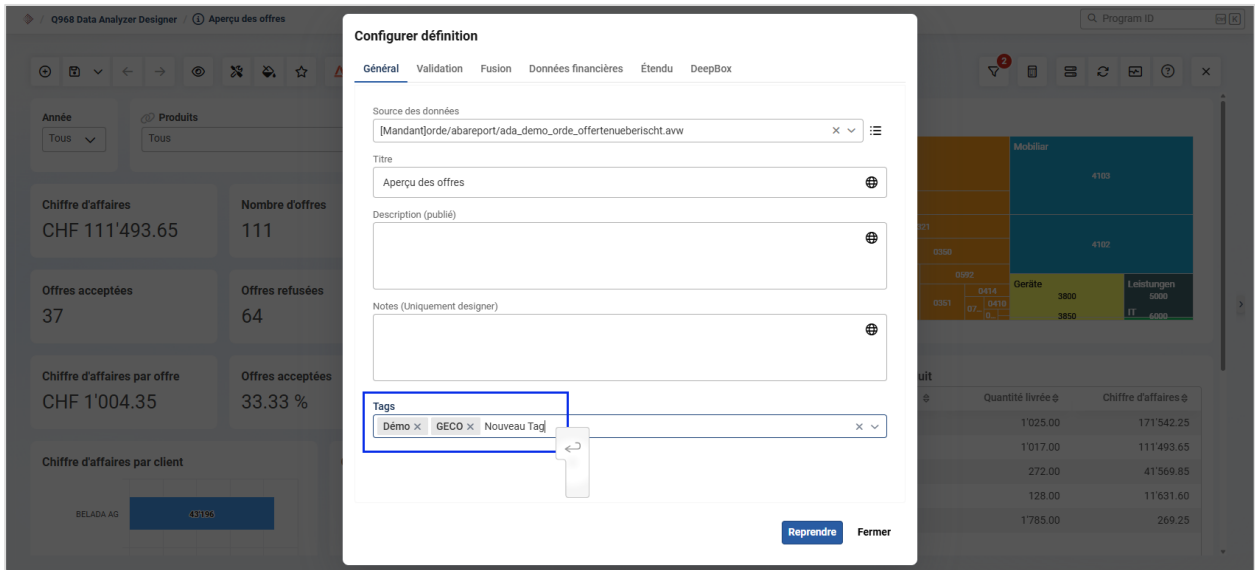 Q968 Data Analyzer Designer / Aperçu des offres
Program ID
Configurer définition
Général Validation Fusion Données financières Étendu DeepBox
2
Source des données
[Mandant]orde/abareport/ada_demo_orde_offertenueberischt.avw
Titre
Aperçu des offres
Description (publié)
Notes (Uniquement designer)
Tags
Démo × GECO × Nouveau Tag
Reprendre Fermer
Année
Tous
Produits
Tous
Chiffre d'affaires
CHF 111'493.65
Nombre d'offres
111
Offres acceptées
37
Offres refusées
64
Chiffre d'affaires par offre
CHF 1'004.35
Offres acceptées
33.33 %
Chiffre d'affaires par client
BELADA AG
43'196
Mobiliar
4103
4102
0350
0592
0414
0351
0410
Geräte
3800
3850
Leistungen
5000
IT
6000
uit
Quantité livrée Chiffre d'affaires
1'025.00 171'542.25
1'017.00 111'493.65
272.00 41'569.85
128.00 11'631.60
1'785.00 269.25